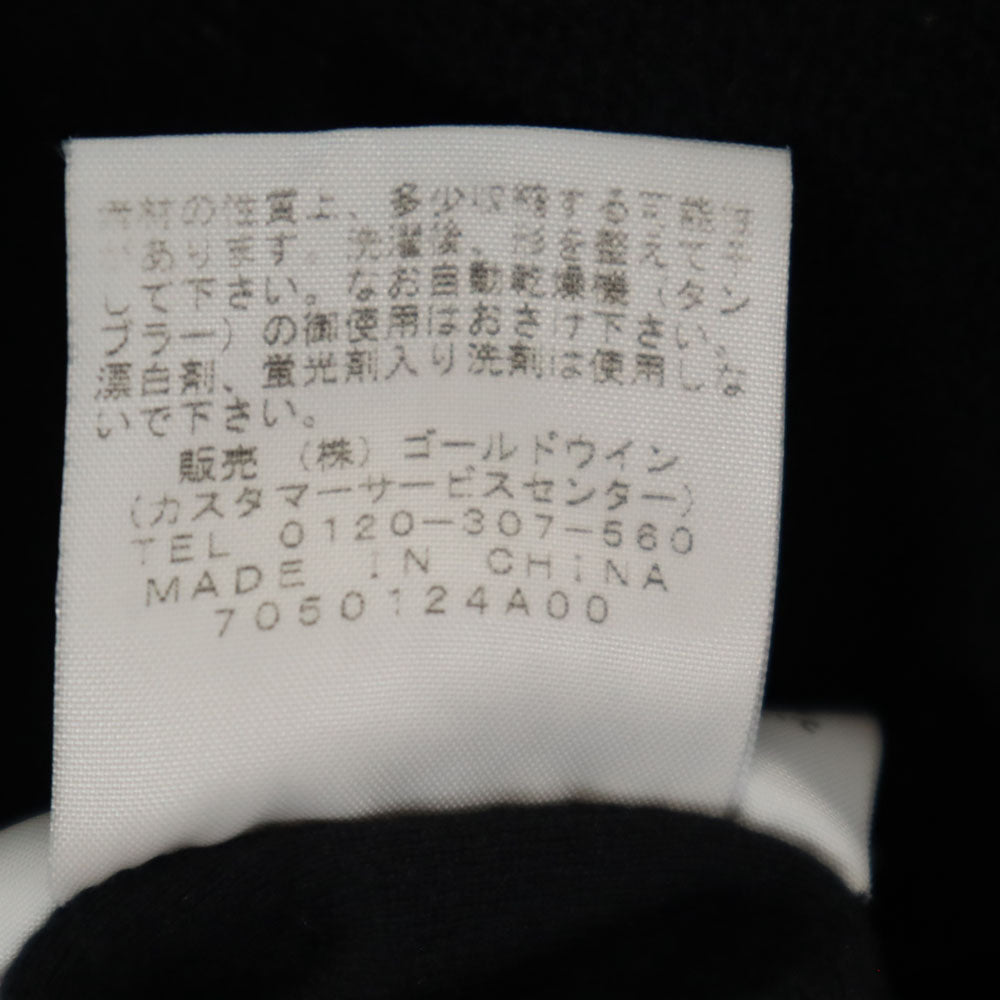 素材の性質上、多少収縮する可能性
があります。洗濯後、形を整えて干
して下さい。なお自動乾燥機（タン
ブラー）の御使用はおさけ下さい。
漂白剤、蛍光剤入り洗剤は使用しな
いで下さい。
販売 （株）ゴールドウイン
（カスタマーサービスセンター）
TEL 0120-307-560
MADE IN CHINA
7050124A00